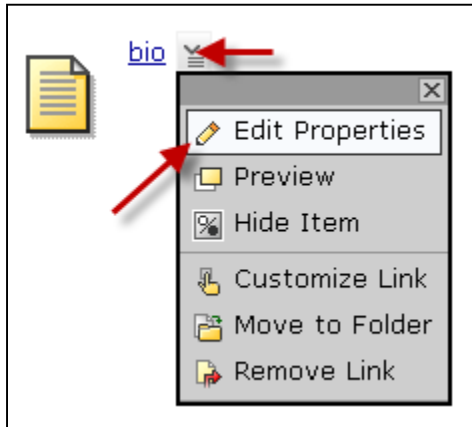 bio
Edit Properties
Preview
Hide Item
Customize Link
Move to Folder
Remove Link